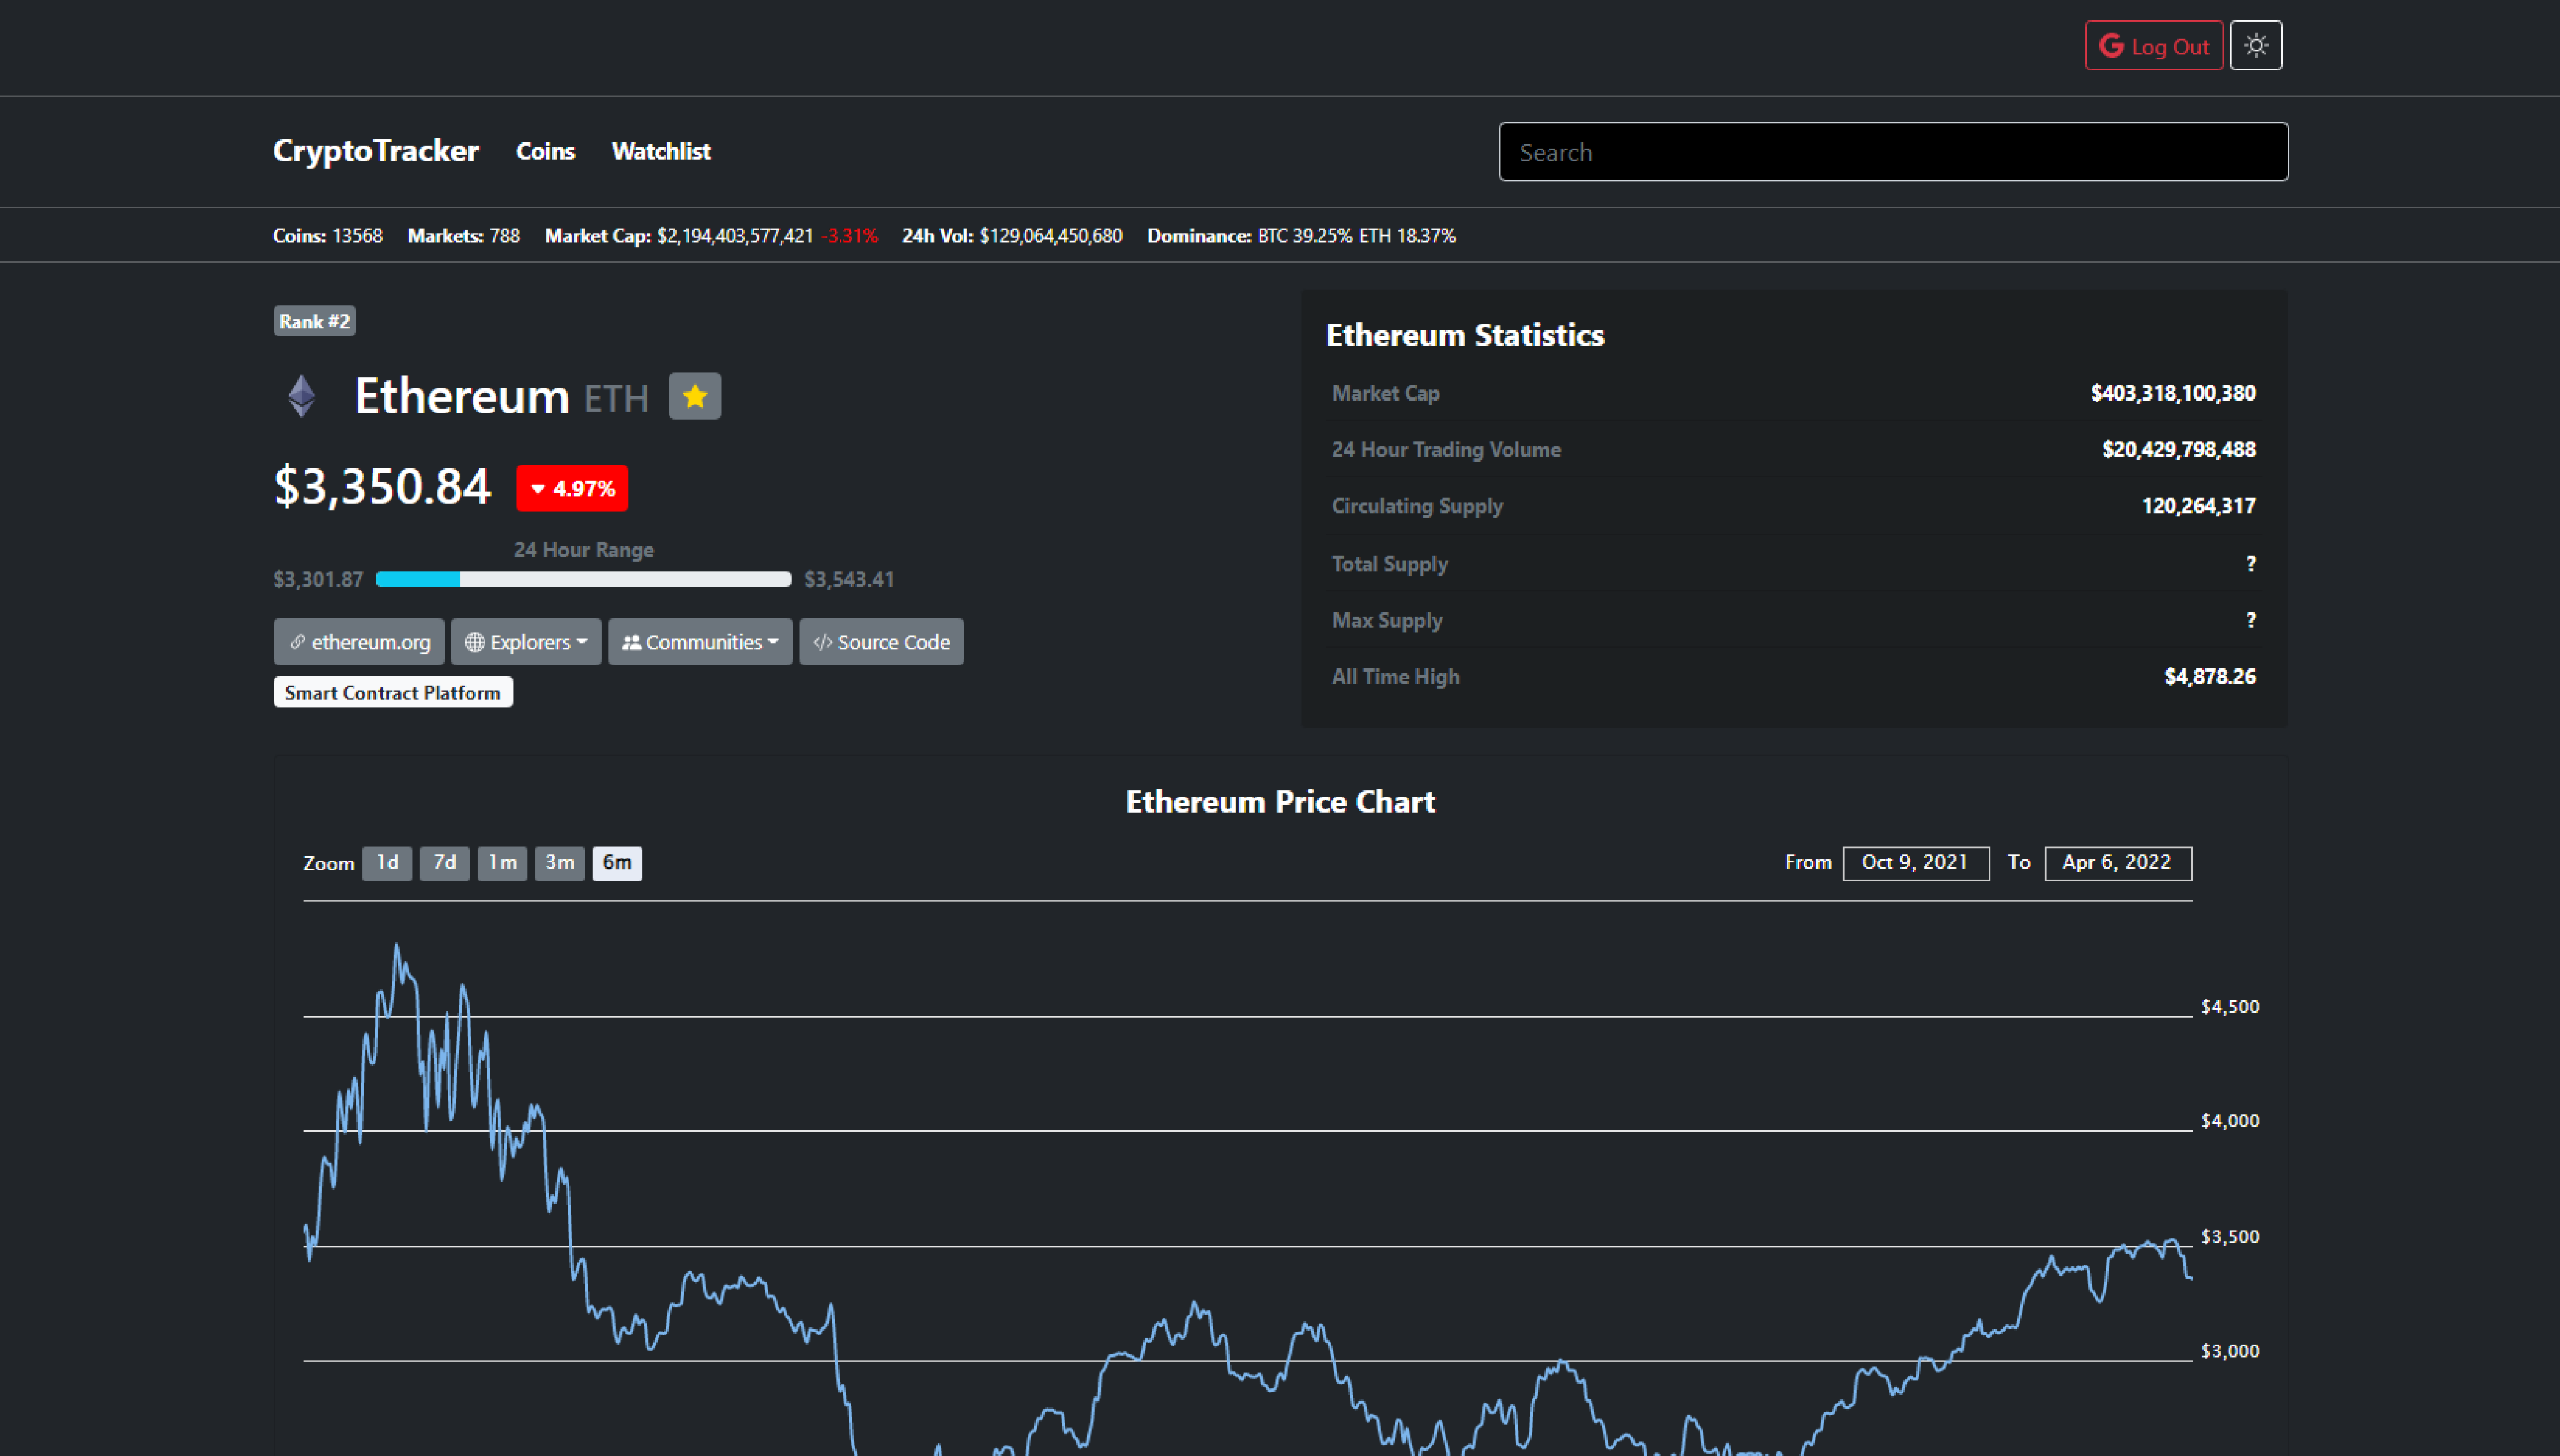 Log Out
CryptoTracker Coins Watchlist Search
Coins: 13568 Markets: 788 Market Cap: $2,194,403,577,421 -3.31% 24h Vol: $129,064,450,680 Dominance: BTC 39.25% ETH 18.37%
Rank #2
Ethereum ETH
$3,350.84 4.97%
24 Hour Range
$3,301.87 $3,543.41
ethereum.org Explorers Communities Source Code
Smart Contract Platform
Ethereum Statistics
Market Cap $403,318,100,380
24 Hour Trading Volume $20,429,798,488
Circulating Supply 120,264,317
Total Supply ?
Max Supply ?
All Time High $4,878.26
Ethereum Price Chart
Zoom 1d 7d 1m 3m 6m From Oct 9, 2021 To Apr 6, 2022
$4,500
$4,000
$3,500
$3,000